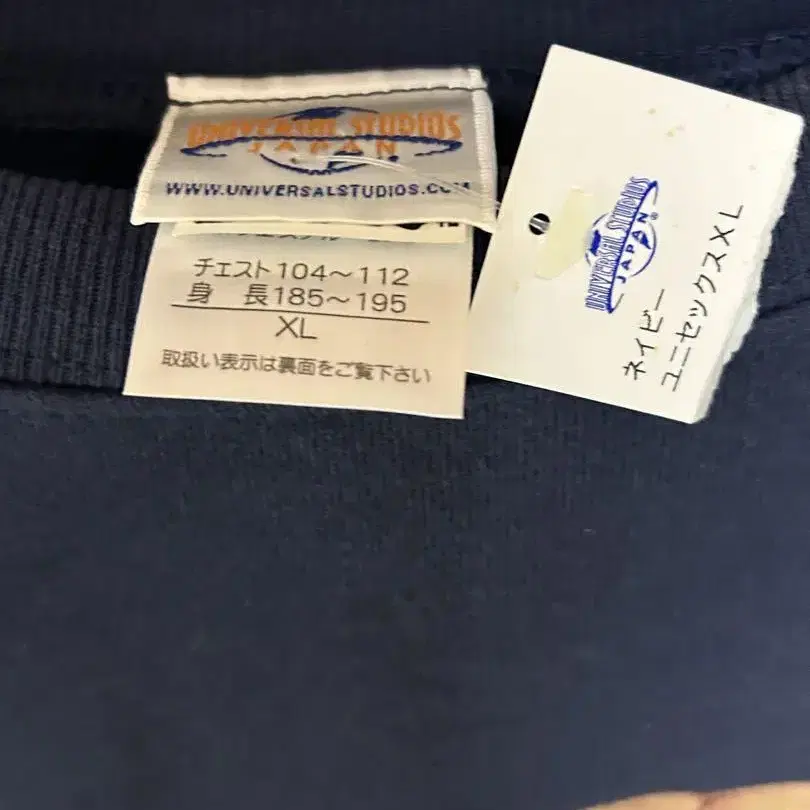 UNIVERSAL STUDIOS
JAPAN
WWW.UNIVERSALSTUDIOS.COM
チェスト104～112
身 長185～195
XL
取扱い表示は裏面をご覧下さい
UNIVERSAL STUDIOS
JAPAN®
ネイビー
ユニセックスXL